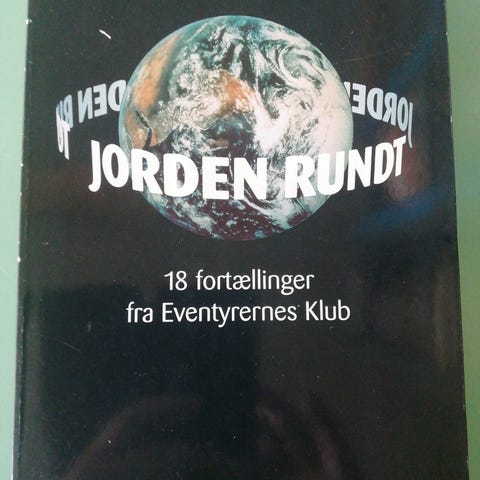 JORDEN RUNDT
18 fortællinger
fra Eventyrernes Klub